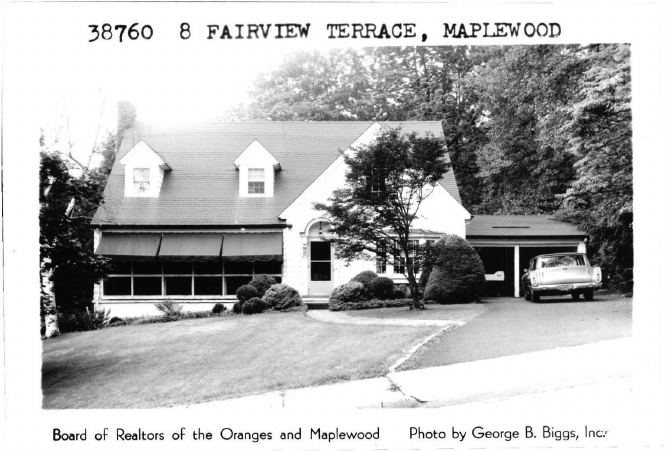 38760 8 FAIRVIEW TERRACE, MAPLEWOOD
Board of Realtors of the Oranges and Maplewood Photo by George B. Biggs, Inc.